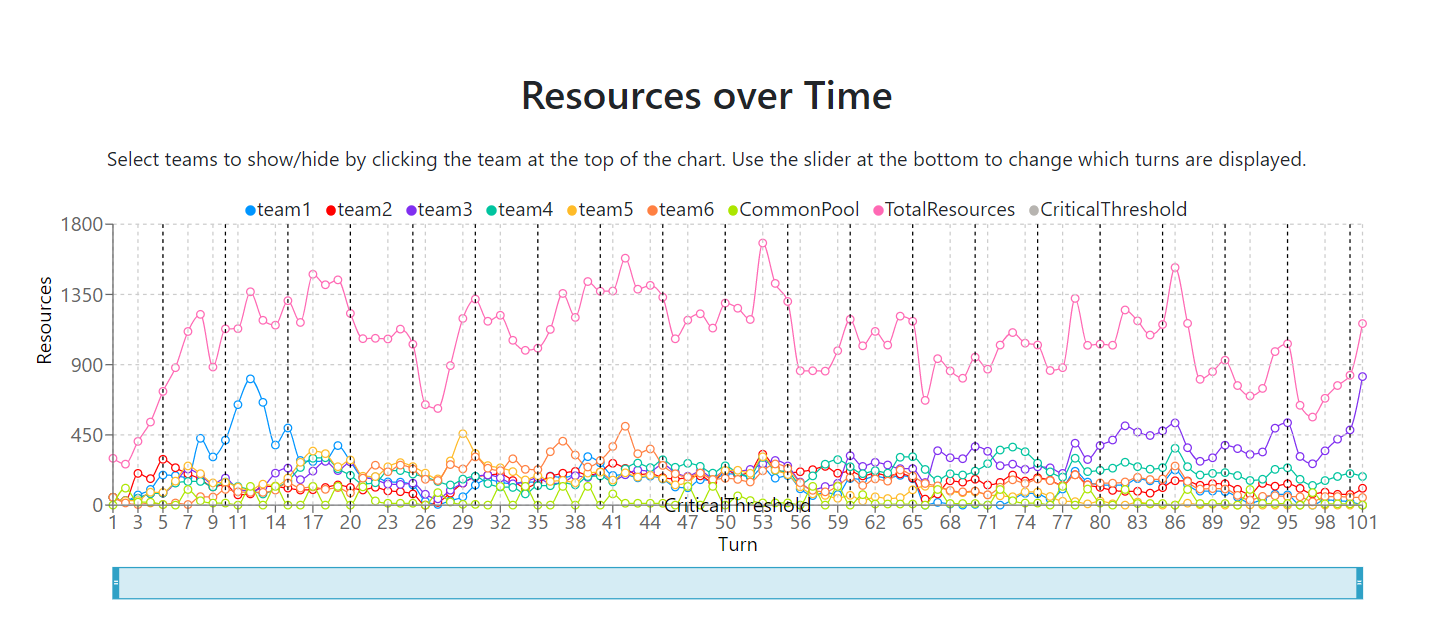 Resources over Time
Select teams to show/hide by clicking the team at the top of the chart. Use the slider at the bottom to change which turns are displayed.
team1 team2 team3 team4 team5 team6 CommonPool TotalResources CriticalThreshold
1800
1350
900
450
0
Resources
CriticalThreshold
1 3 5 7 9 11 14 17 20 23 26 29 32 35 38 41 44 47 50 53 56 59 62 65 68 71 74 77 80 83 86 89 92 95 98 101
Turn